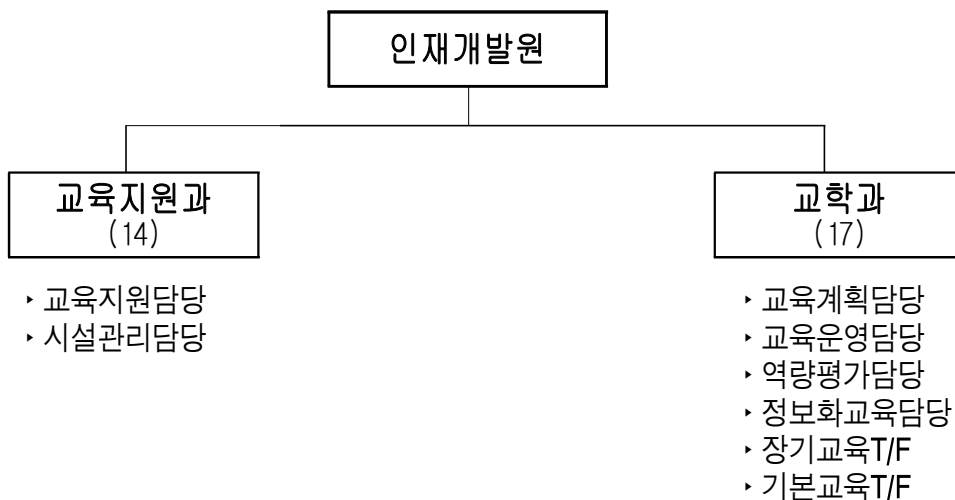 인재개발원
교육지원과
(14)
‣ 교육지원담당
‣ 시설관리담당
교학과
(17)
‣ 교육계획담당
‣ 교육운영담당
‣ 역량평가담당
‣ 정보화교육담당
‣ 장기교육T/F
‣ 기본교육T/F